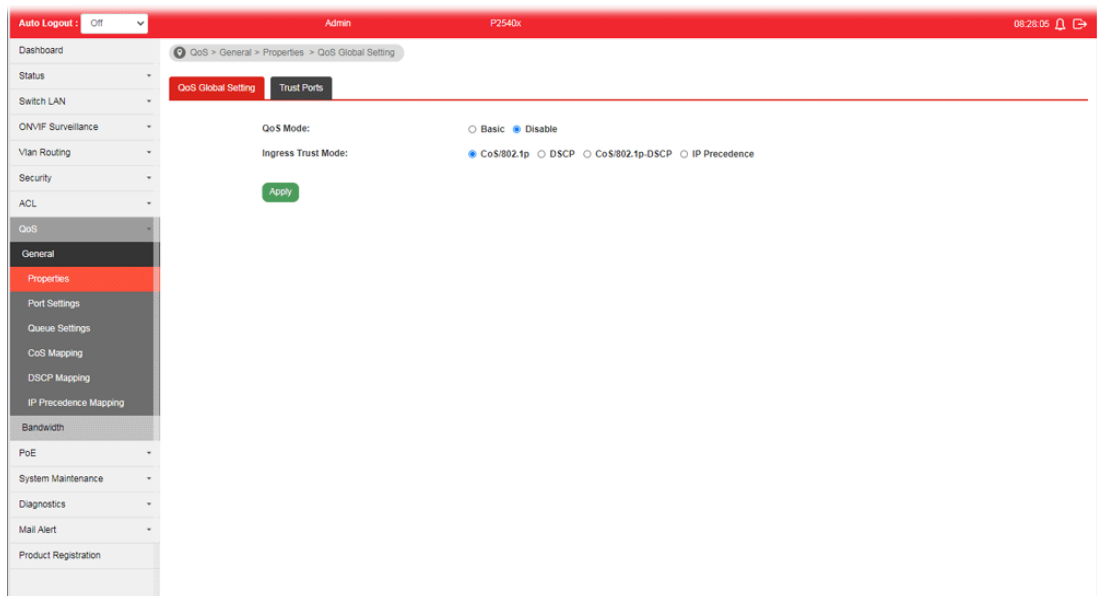 Auto Logout : Off Admin P2540x 08:28:05
Dashboard
Status
Switch LAN
ONVIF Surveillance
Vlan Routing
Security
ACL
QoS
General
Properties
Port Settings
Queue Settings
CoS Mapping
DSCP Mapping
IP Precedence Mapping
Bandwidth
PoE
System Maintenance
Diagnostics
Mail Alert
Product Registration
QoS > General > Properties > QoS Global Setting
QoS Global Setting Trust Ports
QoS Mode: Basic Disable
Ingress Trust Mode: CoS/802.1p DSCP CoS/802.1p-DSCP IP Precedence
Apply